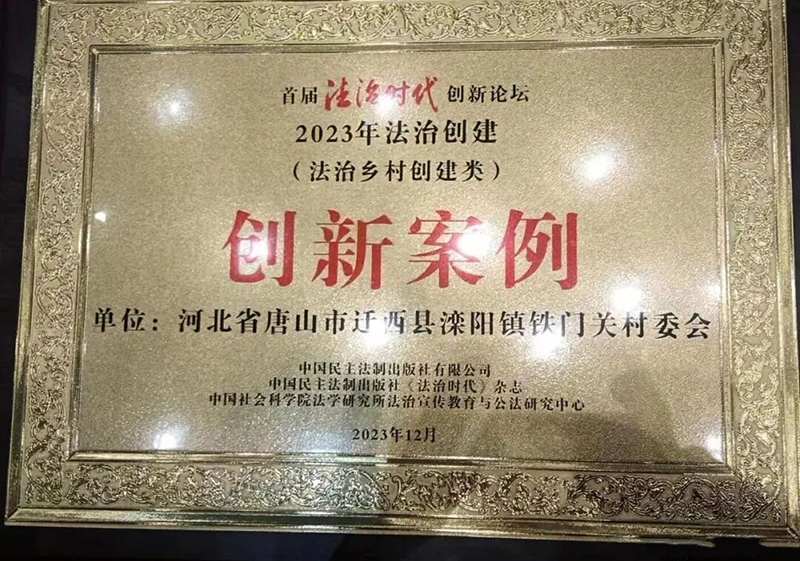 首届法治时代创新论坛
2023年法治创建
（法治乡村创建类）
创新案例
单位：河北省唐山市迁西县滦阳镇铁门关村委会
中国民主法制出版社有限公司
中国民主法制出版社《法治时代》杂志
中国社会科学院法学研究所法治宣传教育与公法研究中心
2023年12月